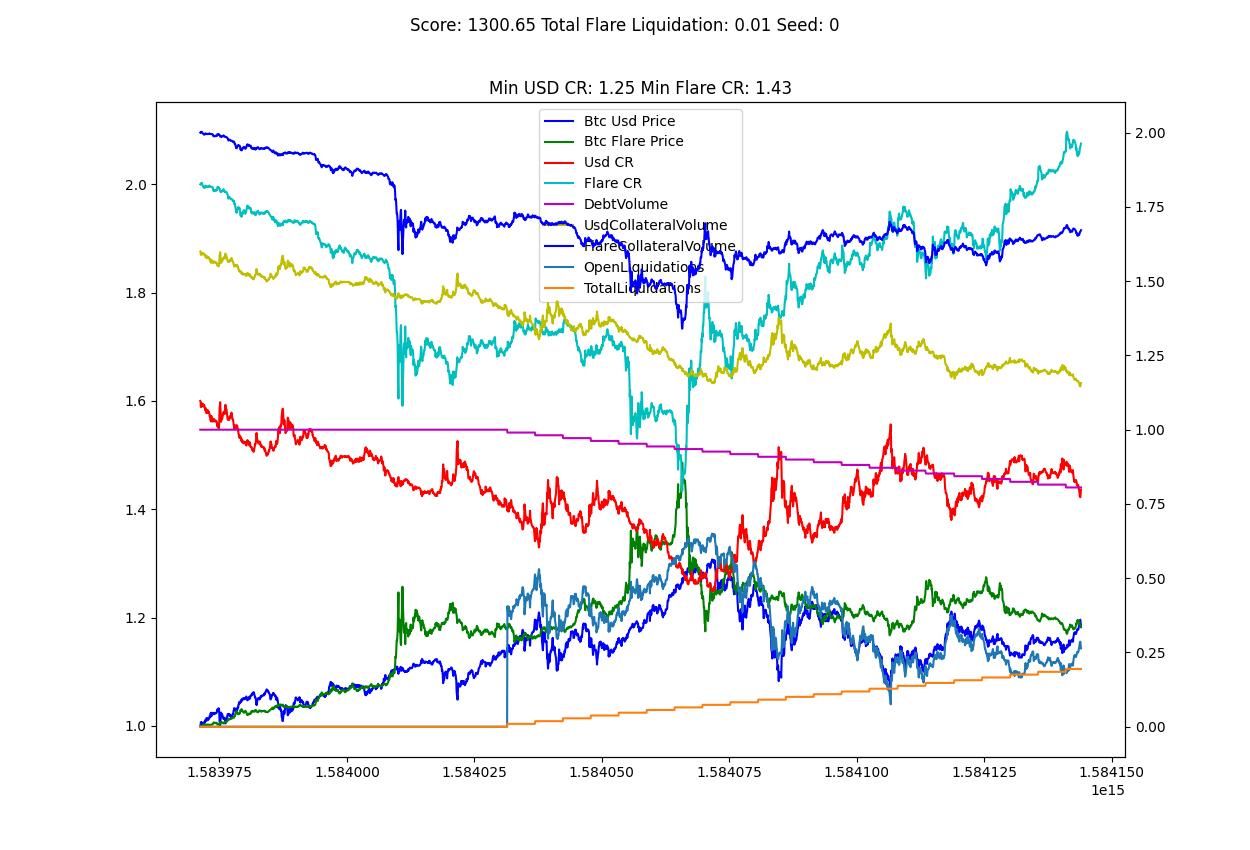 Score: 1300.65 Total Flare Liquidation: 0.01 Seed: 0
Min USD CR: 1.25 Min Flare CR: 1.43
Btc Usd Price
Btc Flare Price
Usd CR
Flare CR
DebtVolume
UsdCollateralVolume
FlareCollateralVolume
OpenLiquidations
TotalLiquidations
2.0
1.8
1.6
1.4
1.2
1.0
2.00
1.75
1.50
1.25
1.00
0.75
0.50
0.25
0.00
1.583975 1.584000 1.584025 1.584050 1.584075 1.584100 1.584125 1.584150
1e15